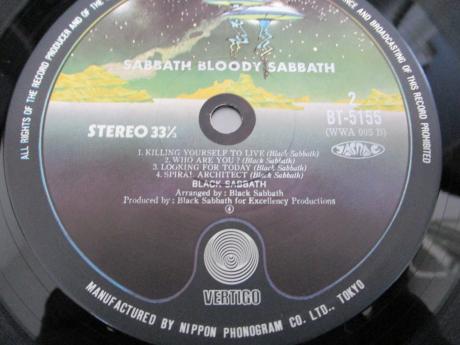 ALL RIGHTS OF THE RECORD PRODUCER AND OF THE
AND BROADCASTING OF THIS RECORD PROHIBITED
SABBATH BLOODY SABBATH
2
BT-5155
(WWA 005 B)
STEREO 33⅓
1. KILLING YOURSELF TO LIVE (Black Sabbath)
2. WHO ARE YOU? (Black Sabbath)
3. LOOKING FOR TODAY (Black Sabbath)
4. SPIRAL ARCHITECT (Black Sabbath)
BLACK SABBATH
Arranged by: Black Sabbath
Produced by: Black Sabbath for Excellency Productions
4
VERTIGO
MANUFACTURED BY NIPPON PHONOGRAM CO. LTD., TOKYO